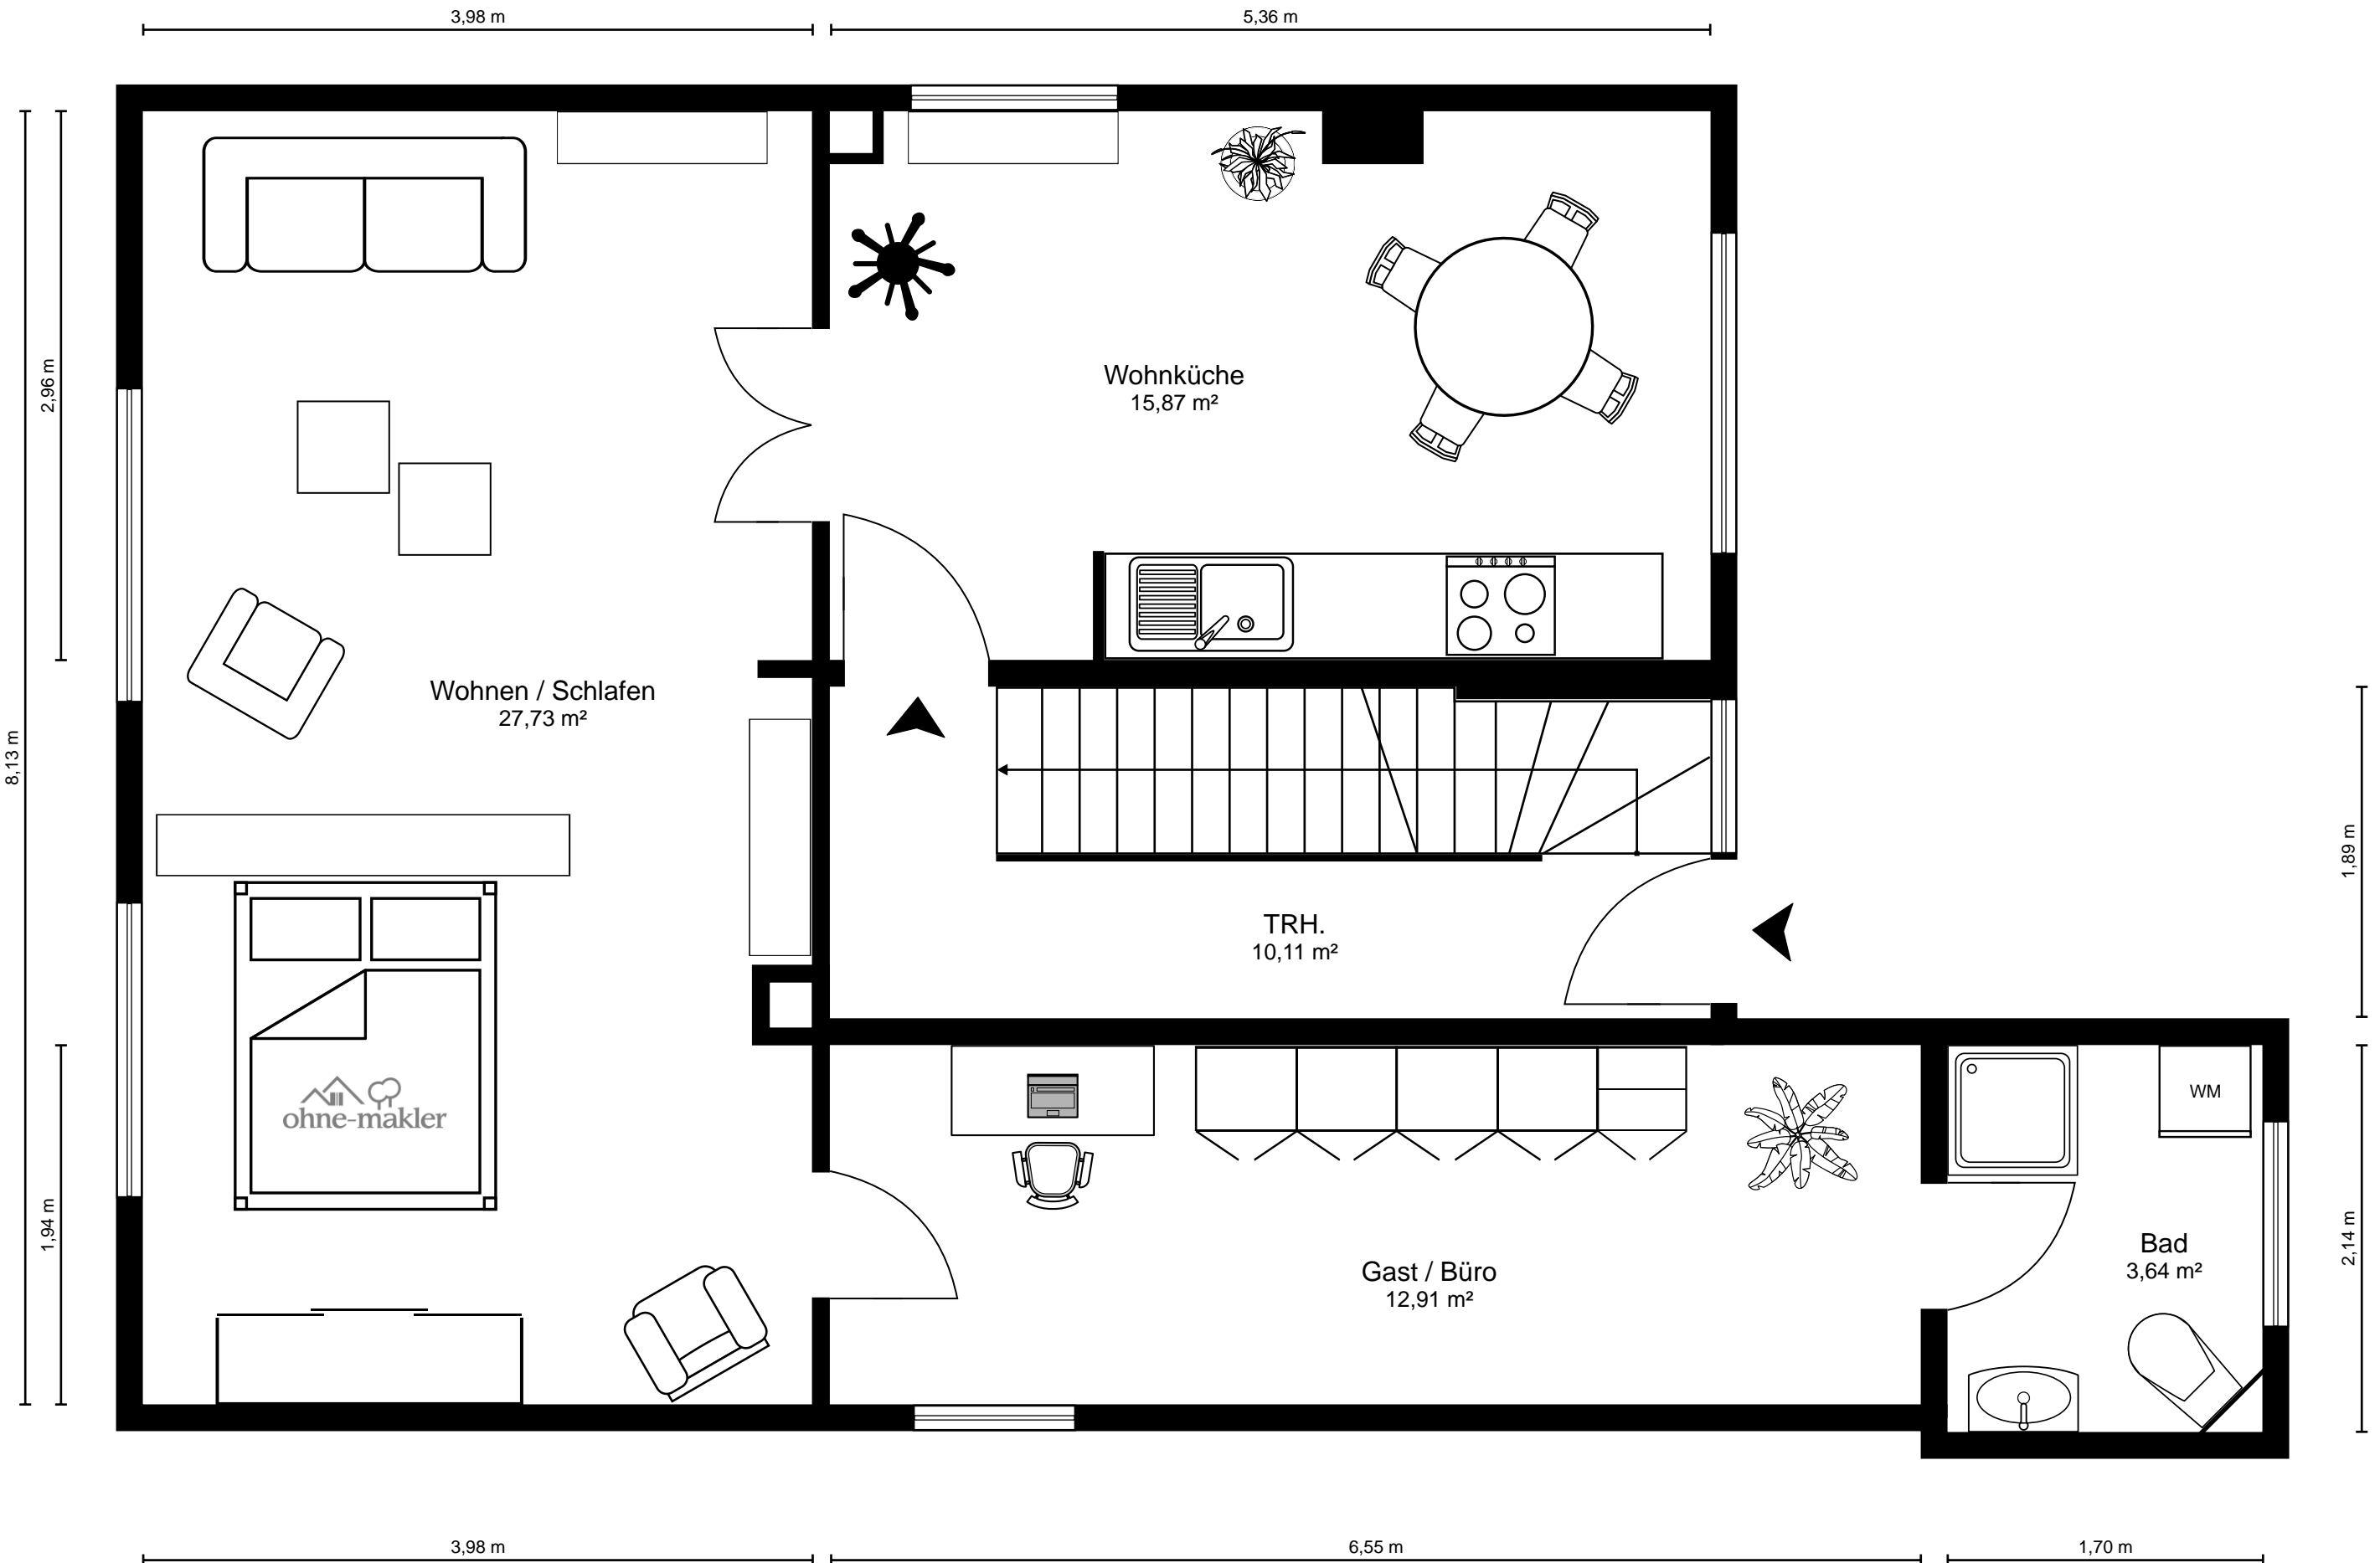 3,98 m
5,36 m
2,96 m
Wohnküche
15,87 m²
Wohnen / Schlafen
27,73 m²
8,13 m
1,89 m
TRH.
10,11 m²
WM
ohne-makler
1,94 m
2,14 m
Bad
3,64 m²
Gast / Büro
12,91 m²
3,98 m
6,55 m
1,70 m